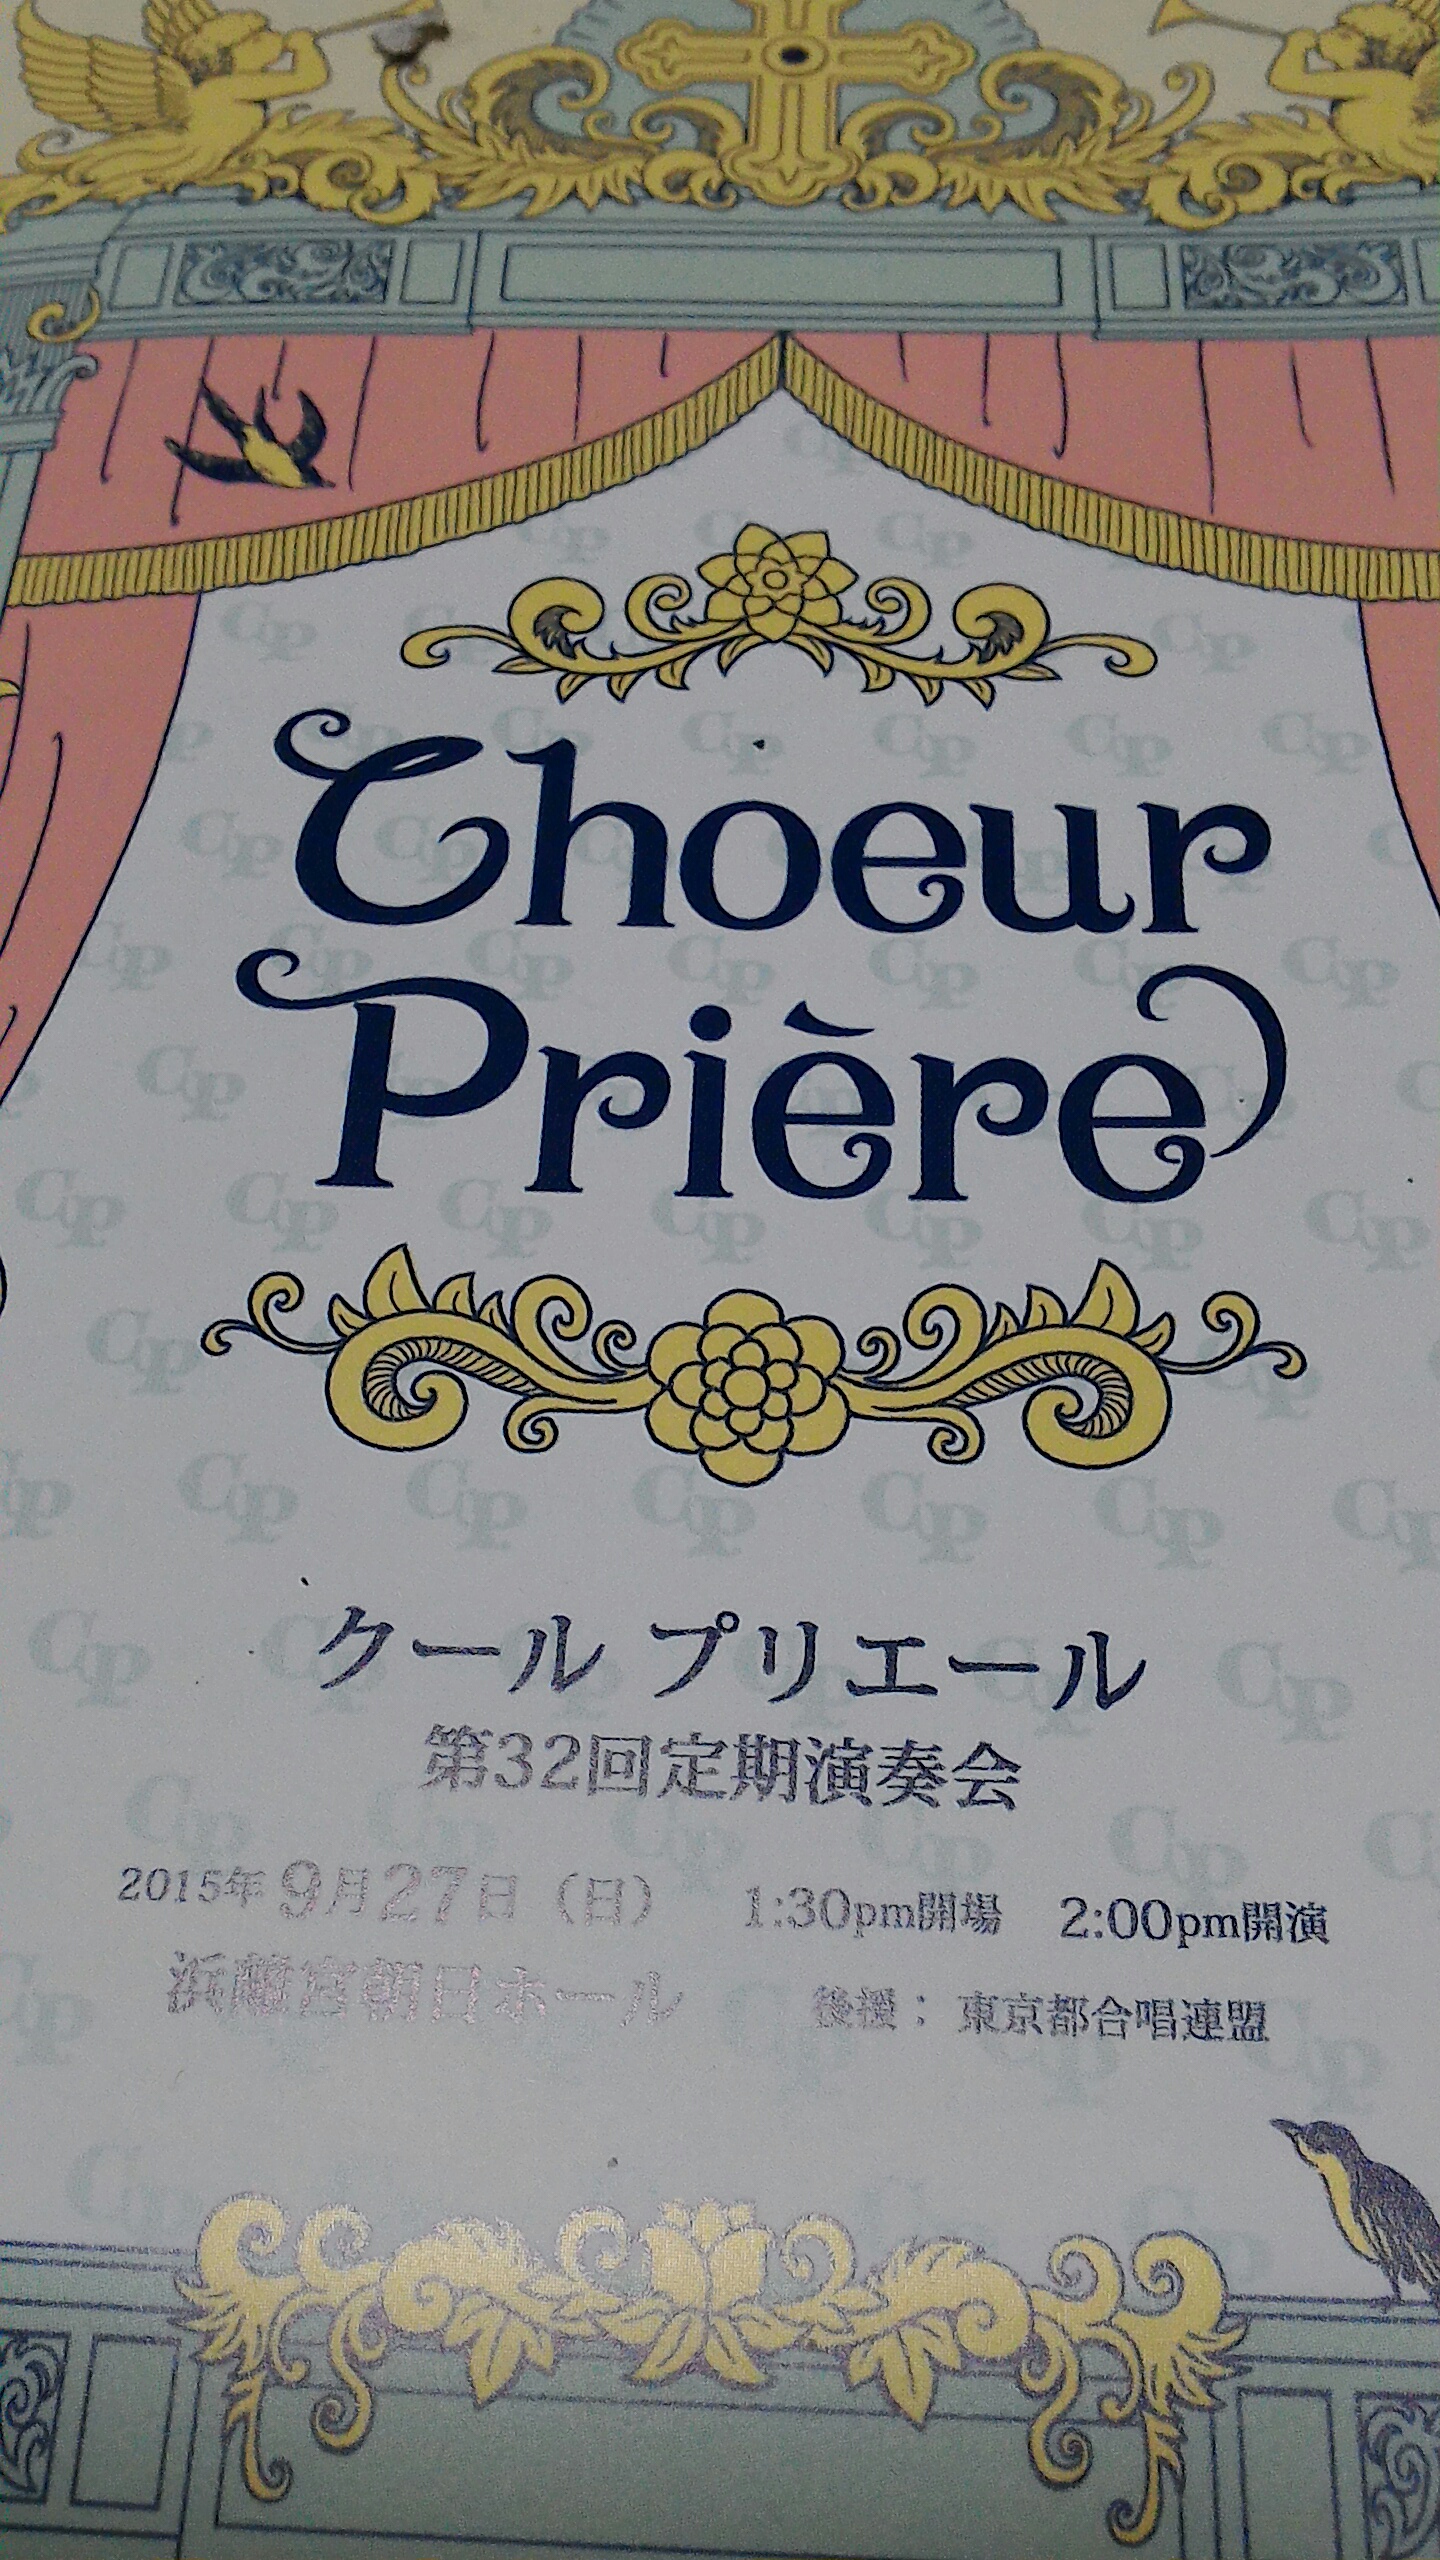 Choeur
Prière
クール プリエール
第32回定期演奏会
2015年9月27日（日） 1:30pm開場 2:00pm開演
浜離宮朝日ホール 後援：東京都合唱連盟